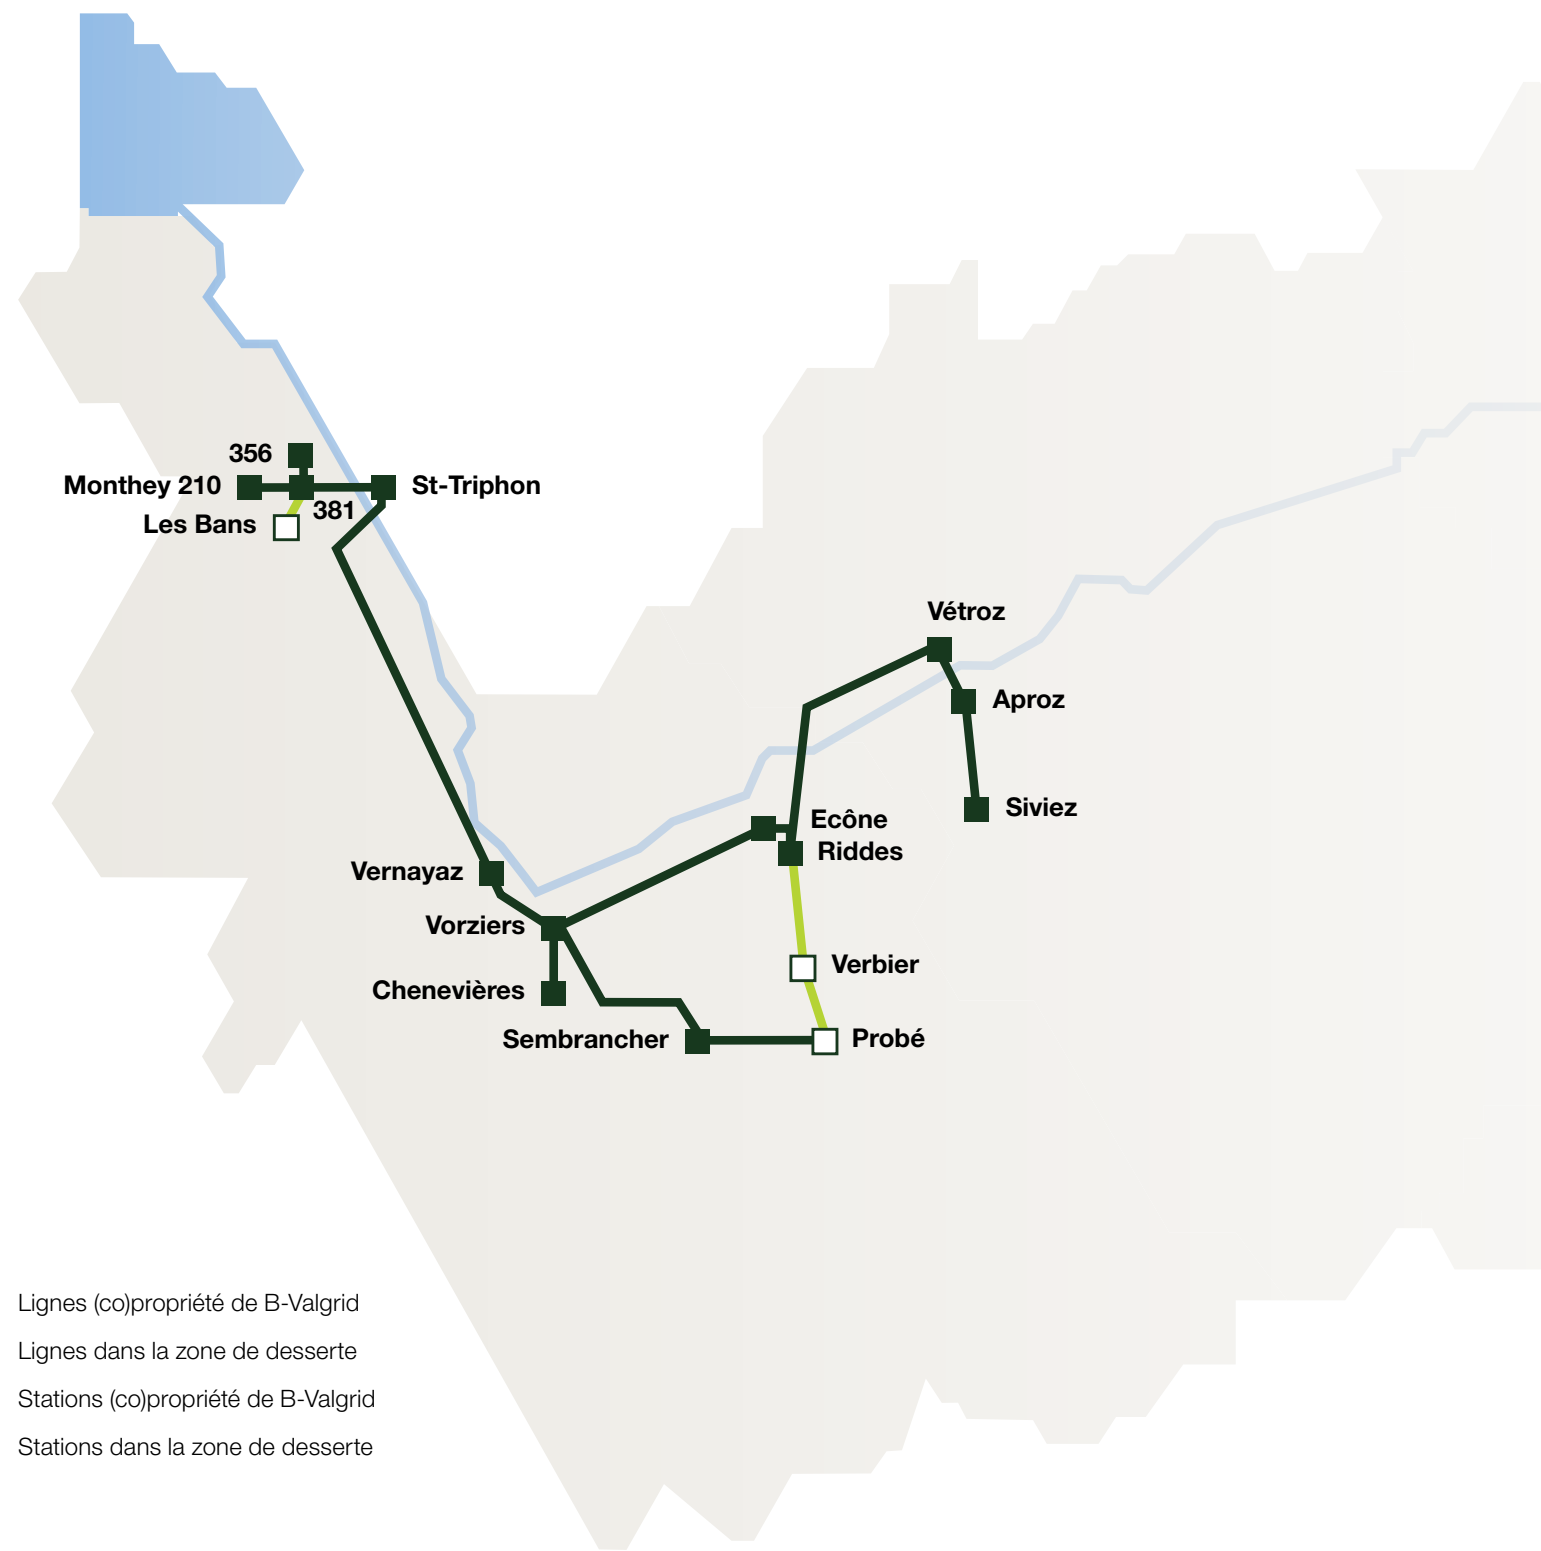 356
Monthey 210
St-Triphon
381
Les Bans
Vétroz
Aproz
Siviez
Ecône
Riddes
Vernayaz
Vorziers
Verbier
Chenevières
Sembrancher
Probé
Lignes (co)propriété de B-Valgrid
Lignes dans la zone de desserte
Stations (co)propriété de B-Valgrid
Stations dans la zone de desserte